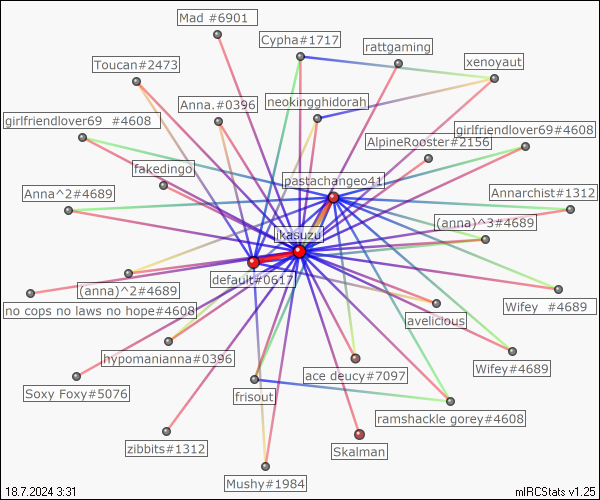 Mad #6901
Cypha#1717
rattgaming
Toucan#2473
xenoyaut
Anna.#0396
neokingghidorah
girlfriendlover69 #4608
AlpineRooster#2156
girlfriendlover69#4608
fakedingo
pastachangeo41
Anna^2#4689
Annarchist#1312
(anna)^3#4689
ikasuzu
default#0617
(anna)^2#4689
no cops no laws no hope#4608
Wifey #4689
avelicious
hypomanianna#0396
ace deucy#7097
Wifey#4689
Soxy Foxy#5076
frisout
ramshackle gorey#4608
zibbits#1312
Skalman
Mushy#1984
18.7.2024 3:31
mIRCStats v1.25